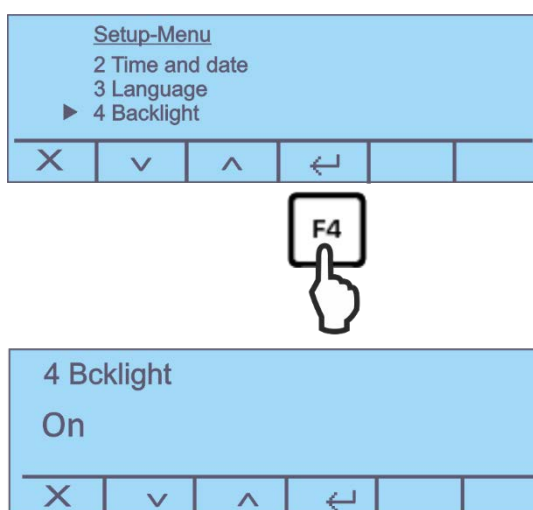 Setup-Menu
2 Time and date
3 Language
4 Backlight
F4
4 Bcklight
On